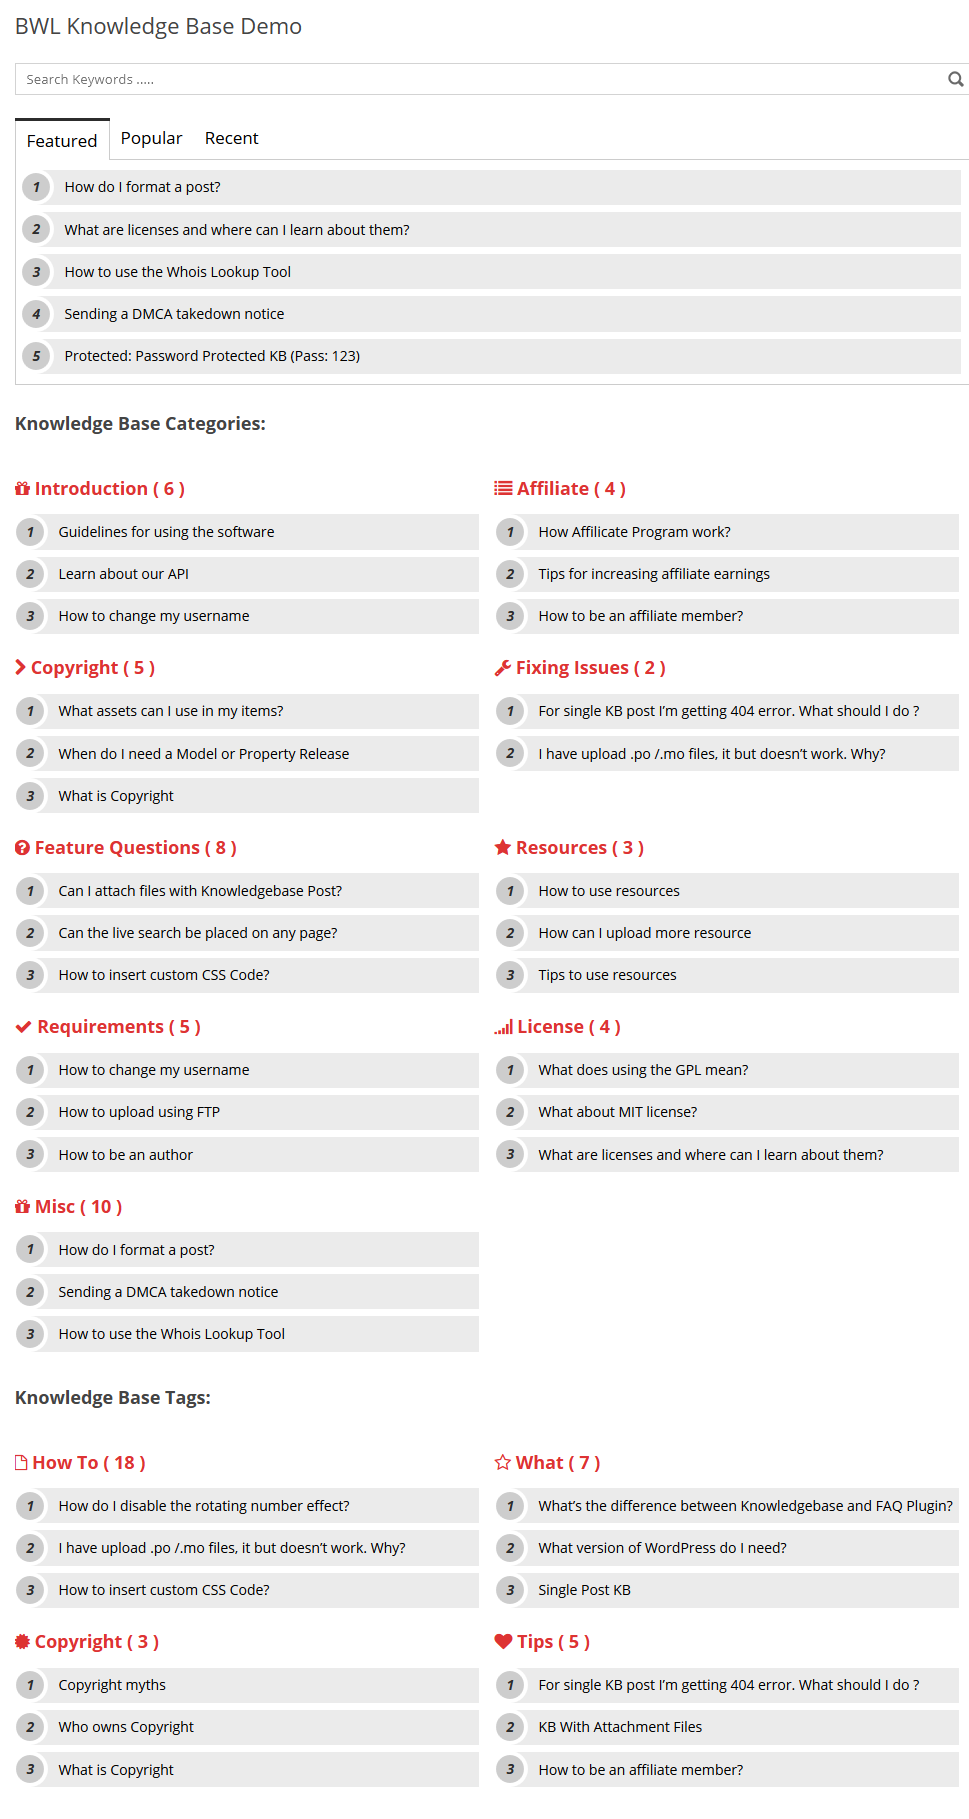 BWL Knowledge Base Demo
Search Keywords .....
Featured Popular Recent
1 How do I format a post?
2 What are licenses and where can I learn about them?
3 How to use the Whois Lookup Tool
4 Sending a DMCA takedown notice
5 Protected: Password Protected KB (Pass: 123)
Knowledge Base Categories:
Introduction ( 6 )
1 Guidelines for using the software
2 Learn about our API
3 How to change my username
Affiliate ( 4 )
1 How Affilicate Program work?
2 Tips for increasing affiliate earnings
3 How to be an affiliate member?
Copyright ( 5 )
1 What assets can I use in my items?
2 When do I need a Model or Property Release
3 What is Copyright
Fixing Issues ( 2 )
1 For single KB post I’m getting 404 error. What should I do ?
2 I have upload .po /.mo files, it but doesn’t work. Why?
Feature Questions ( 8 )
1 Can I attach files with Knowledgebase Post?
2 Can the live search be placed on any page?
3 How to insert custom CSS Code?
Resources ( 3 )
1 How to use resources
2 How can I upload more resource
3 Tips to use resources
Requirements ( 5 )
1 How to change my username
2 How to upload using FTP
3 How to be an author
License ( 4 )
1 What does using the GPL mean?
2 What about MIT license?
3 What are licenses and where can I learn about them?
Misc ( 10 )
1 How do I format a post?
2 Sending a DMCA takedown notice
3 How to use the Whois Lookup Tool
Knowledge Base Tags:
How To ( 18 )
1 How do I disable the rotating number effect?
2 I have upload .po /.mo files, it but doesn’t work. Why?
3 How to insert custom CSS Code?
What ( 7 )
1 What’s the difference between Knowledgebase and FAQ Plugin?
2 What version of WordPress do I need?
3 Single Post KB
Copyright ( 3 )
1 Copyright myths
2 Who owns Copyright
3 What is Copyright
Tips ( 5 )
1 For single KB post I’m getting 404 error. What should I do ?
2 KB With Attachment Files
3 How to be an affiliate member?